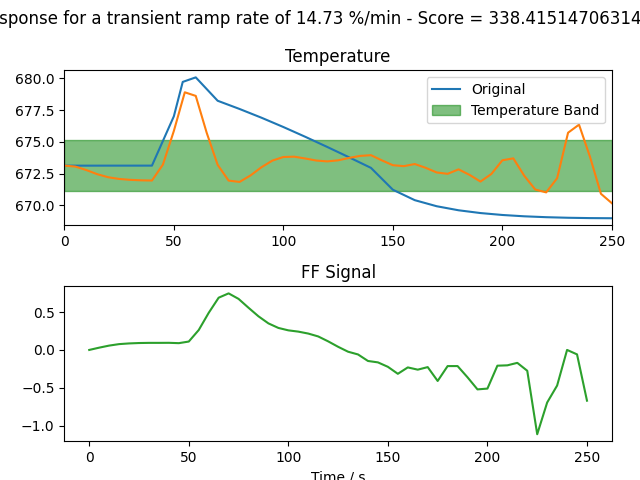 sponse for a transient ramp rate of 14.73 %/min - Score = 338.41514706314
Temperature
Original
Temperature Band
680.0
677.5
675.0
672.5
670.0
0 50 100 150 200 250
FF Signal
0.5
0.0
−0.5
−1.0
0 50 100 150 200 250
Time / s